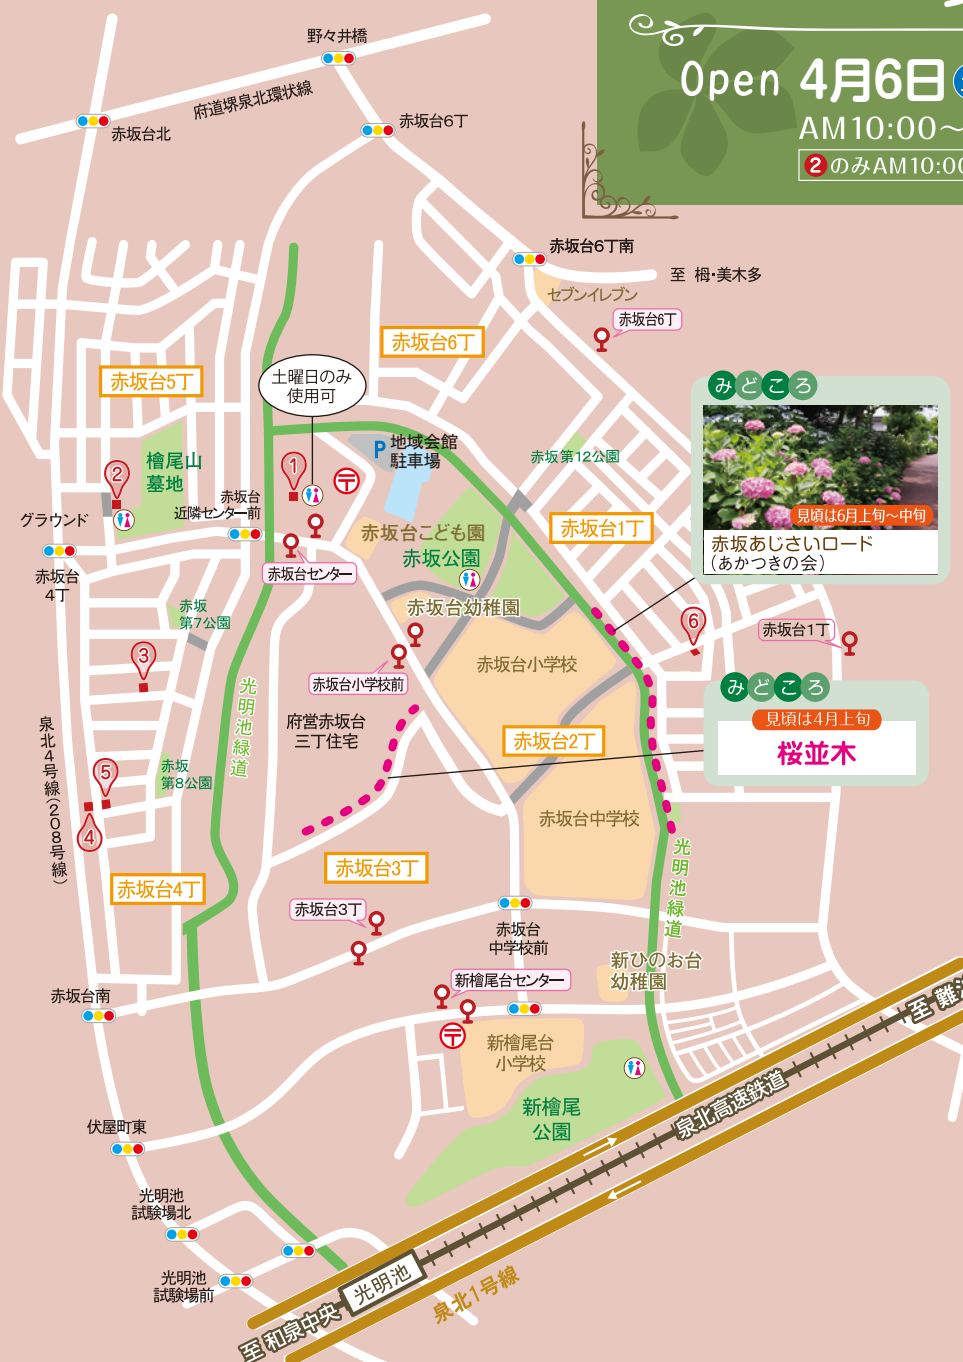 野々井橋
府道堺泉北環状線
赤坂台北
赤坂台6丁
Open 4月6日
AM10:00～
2のみAM10:00
赤坂台6丁南
至 栂・美木多
セブンイレブン
赤坂台6丁
赤坂台6丁
赤坂台5丁
土曜日のみ
使用可
みどころ
見頃は6月上旬～中旬
赤坂あじさいロード
(あかつきの会)
P 地域会館
駐車場
赤坂第12公園
檜尾山
墓地
1
2
〒
赤坂台
近隣センター前
グラウンド
赤坂台こども園
赤坂公園
赤坂台1丁
赤坂台センター
赤坂台
4丁
赤坂
第7公園
赤坂台幼稚園
赤坂台1丁
6
3
赤坂台小学校
赤坂台小学校前
光明池緑道
みどころ
見頃は4月上旬
桜並木
府営赤坂台
三丁住宅
赤坂台2丁
泉北4号線(208号線)
赤坂
第8公園
5
4
赤坂台中学校
光明池緑道
赤坂台3丁
赤坂台4丁
赤坂台3丁
赤坂台
中学校前
新ひのお台
幼稚園
新檜尾台センター
赤坂台南
〒
新檜尾台
小学校
新檜尾
公園
至 難
泉北高速鉄道
伏屋町東
光明池
試験場北
光明池
試験場前
光明池
泉北1号線
至 和泉中央